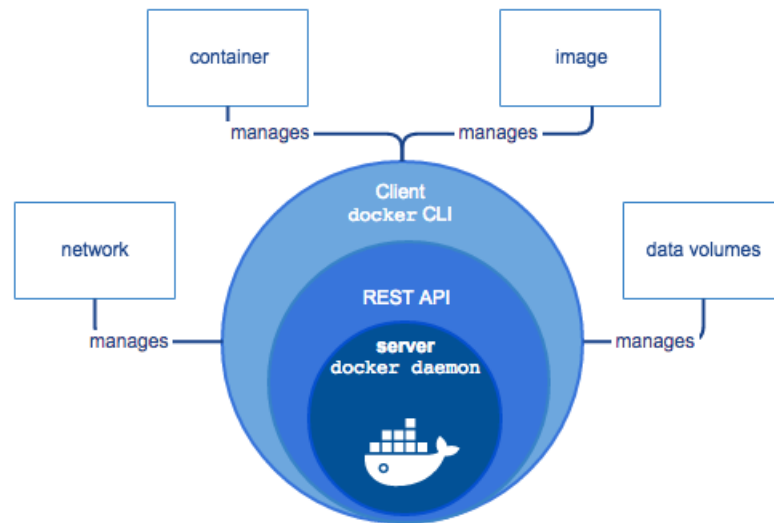 container
image
manages
manages
Client
docker CLI
network
data volumes
REST API
manages
manages
server
docker daemon